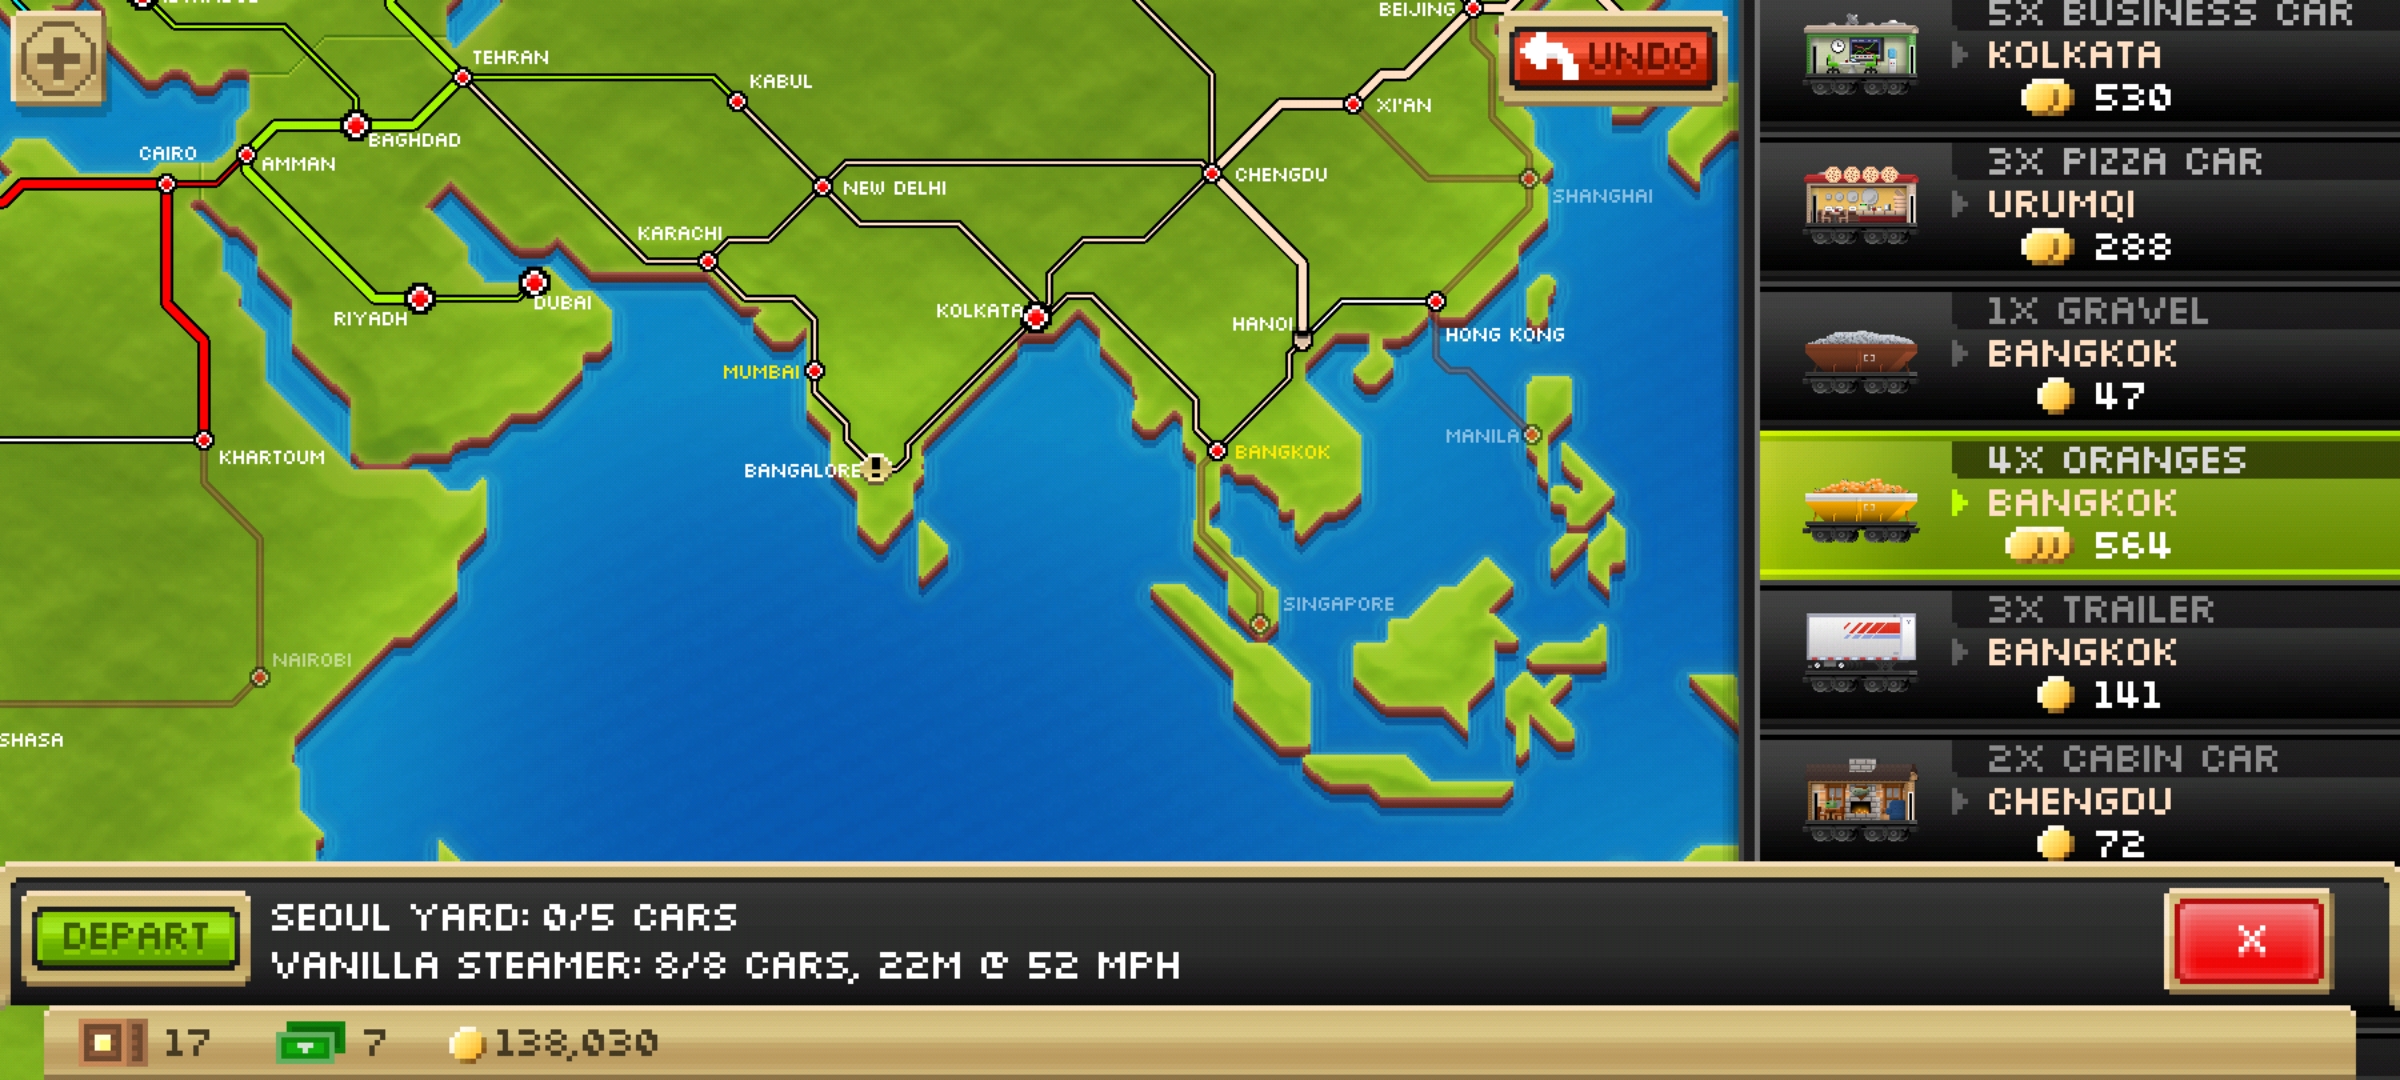 BEIJING
UNDO
TEHRAN
KABUL
XI'AN
BAGHDAD
CAIRO
AMMAN
NEW DELHI
CHENGDU
SHANGHAI
KARACHI
RIYADH
DUBAI
KOLKATA
HANOI
HONG KONG
MUMBAI
MANILA
KHARTOUM
BANGALORE
BANGKOK
SINGAPORE
NAIROBI
SHASA
5X BUSINESS CAR
KOLKATA
530
3X PIZZA CAR
URUMQI
288
1X GRAVEL
BANGKOK
47
4X ORANGES
BANGKOK
564
3X TRAILER
BANGKOK
141
2X CABIN CAR
CHENGDU
72
DEPART
SEOUL YARD: 0/5 CARS
VANILLA STEAMER: 8/8 CARS, 22M @ 52 MPH
X
17
7
138,030